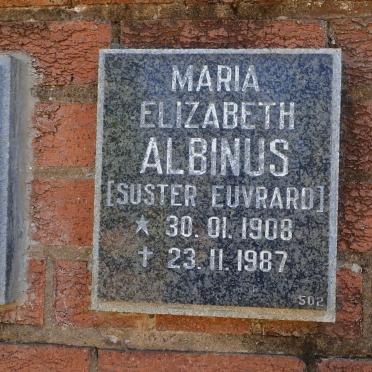 MARIA
ELIZABETH
ALBINUS
[SUSTER EUVRARD]
★ 30.01.1908
✝ 23.11.1987
502